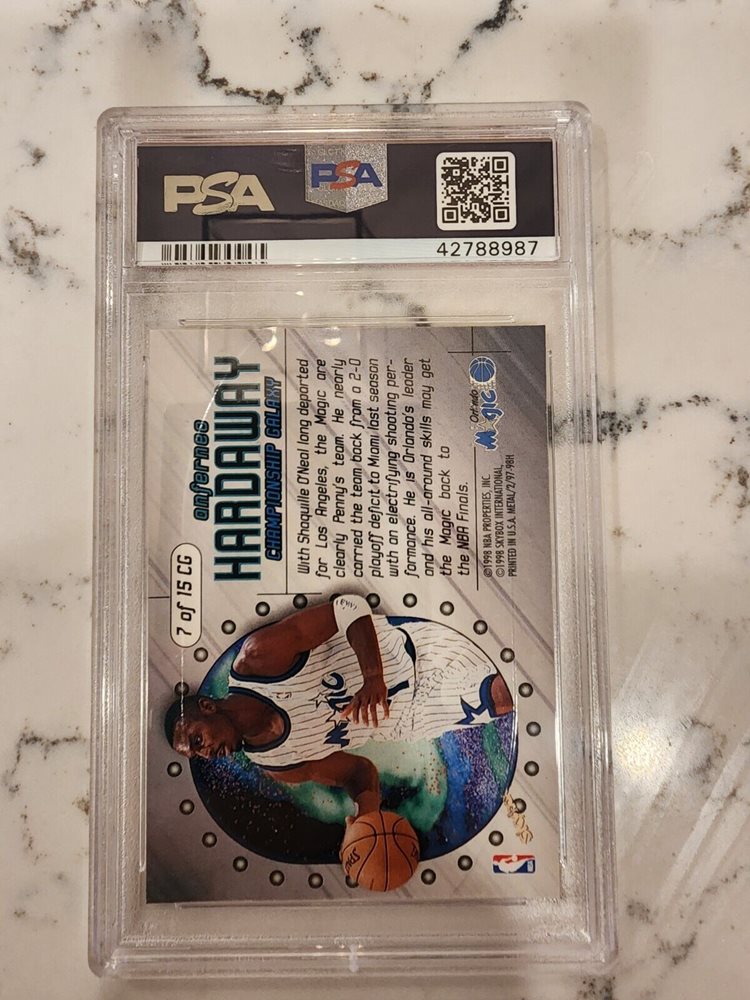 PSA
PSA
42788987
7 of 15 CG
anfernee
HARDAWAY
CHAMPIONSHIP GALAXY
With Shaquille O'Neal long departed
for Los Angeles, the Magic are
clearly Penny's team. He nearly
carried the team back from a 2-0
playoff deficit to Miami last season
with an electrifying shooting per-
formance. He is Orlando's leader
and his all-around skills may get
the Magic back to
the NBA Finals.
Orlando
MAGIC
©1998 NBA PROPERTIES, INC.
©1998 SKYBOX INTERNATIONAL,
PRINTED IN U.S.A. METAL/2/97-98H
MAGIC
1
NBA